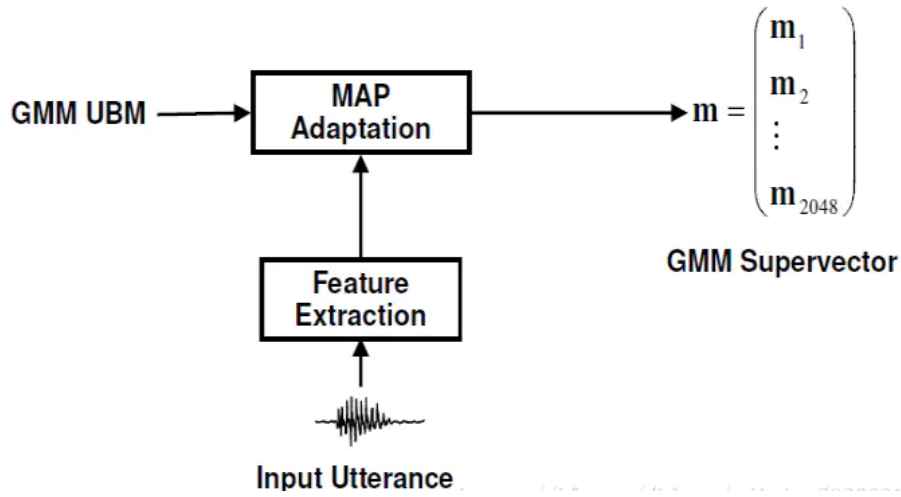 GMM UBM
MAP
Adaptation
m =
m₁
m₂
⋮
m₂₀₄₈
GMM Supervector
Feature
Extraction
Input Utterance